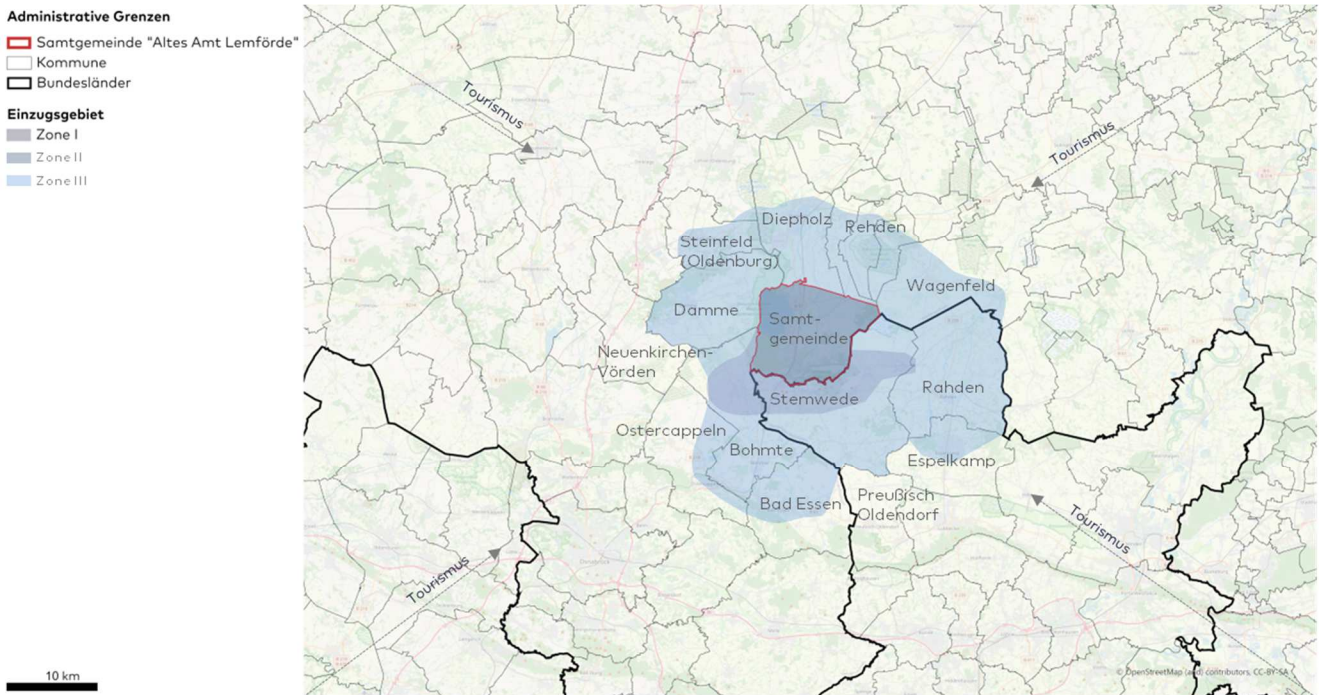 Administrative Grenzen
Samtgemeinde "Altes Amt Lemförde"
Kommune
Bundesländer
Einzugsgebiet
Zone I
Zone II
Zone III
10 km
Tourismus
Tourismus
Diepholz
Rehden
Steinfeld
(Oldenburg)
Wagenfeld
Damme
Samt-
gemeinde
Neuenkirchen-
Vörden
Rahden
Stemwede
Ostercappeln
Bohmte
Espelkamp
Bad Essen
Preußisch
Oldendorf
Tourismus
Tourismus
© OpenStreetMap (and) contributors, CC-BY-SA